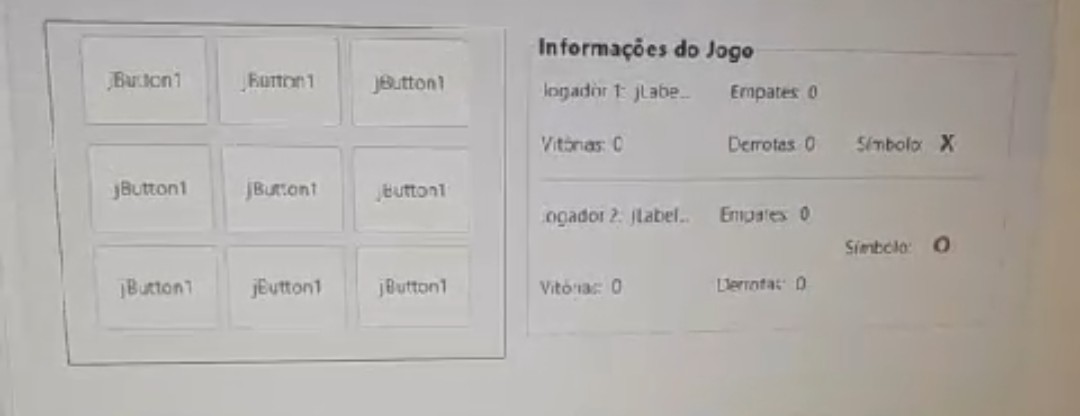 jButton1 jButton1 jButton1
jButton1 jButton1 jButton1
jButton1 jButton1 jButton1
Informações do Jogo
Jogador 1: jLabe... Empates: 0
Vitórias: 0 Derrotas: 0 Símbolo: X
Jogador 2: jLabel... Empates: 0
Símbolo: O
Vitórias: 0 Derrotas: 0